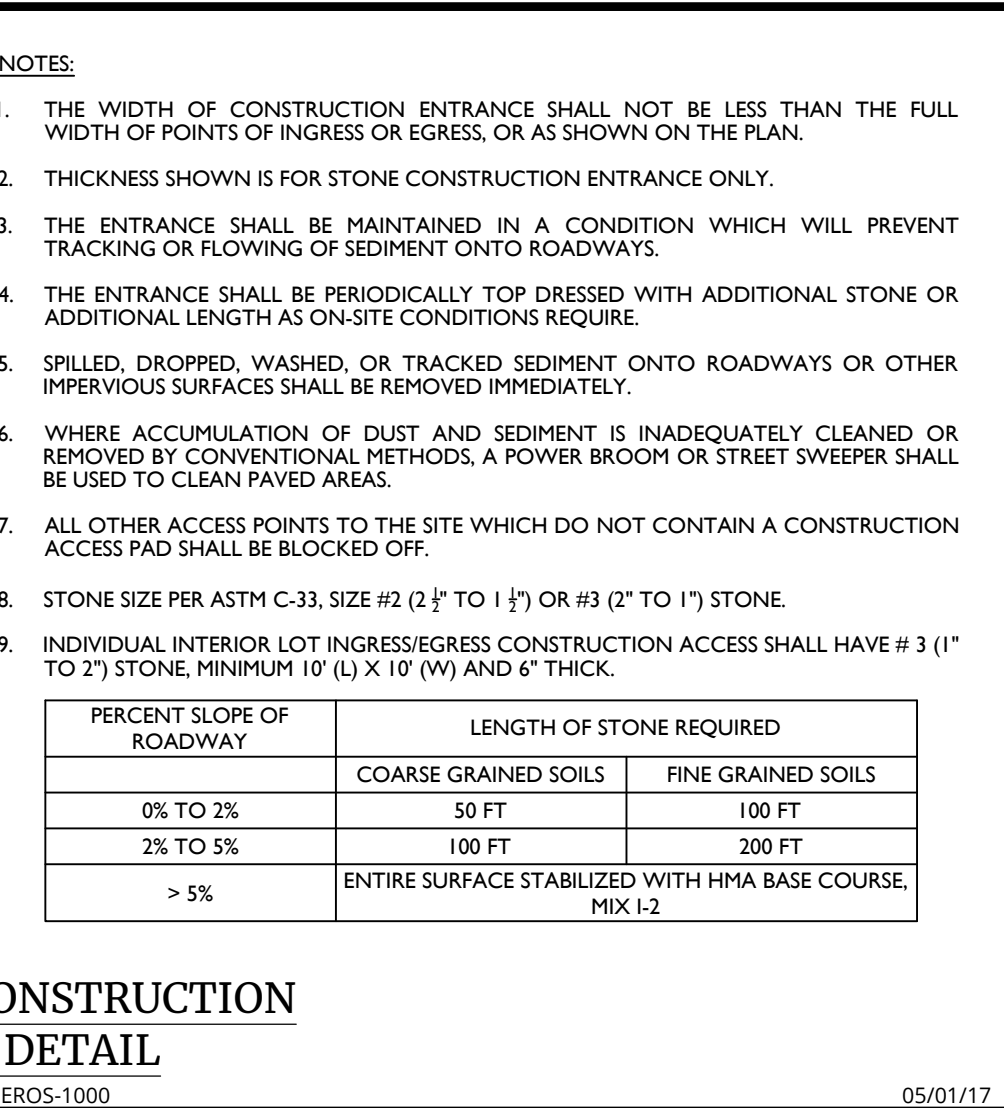 NOTES:
1. THE WIDTH OF CONSTRUCTION ENTRANCE SHALL NOT BE LESS THAN THE FULL
WIDTH OF POINTS OF INGRESS OR EGRESS, OR AS SHOWN ON THE PLAN.
2. THICKNESS SHOWN IS FOR STONE CONSTRUCTION ENTRANCE ONLY.
3. THE ENTRANCE SHALL BE MAINTAINED IN A CONDITION WHICH WILL PREVENT
TRACKING OR FLOWING OF SEDIMENT ONTO ROADWAYS.
4. THE ENTRANCE SHALL BE PERIODICALLY TOP DRESSED WITH ADDITIONAL STONE OR
ADDITIONAL LENGTH AS ON-SITE CONDITIONS REQUIRE.
5. SPILLED, DROPPED, WASHED, OR TRACKED SEDIMENT ONTO ROADWAYS OR OTHER
IMPERVIOUS SURFACES SHALL BE REMOVED IMMEDIATELY.
6. WHERE ACCUMULATION OF DUST AND SEDIMENT IS INADEQUATELY CLEANED OR
REMOVED BY CONVENTIONAL METHODS, A POWER BROOM OR STREET SWEEPER SHALL
BE USED TO CLEAN PAVED AREAS.
7. ALL OTHER ACCESS POINTS TO THE SITE WHICH DO NOT CONTAIN A CONSTRUCTION
ACCESS PAD SHALL BE BLOCKED OFF.
8. STONE SIZE PER ASTM C-33, SIZE #2 (2 ½" TO 1 ½") OR #3 (2" TO 1") STONE.
9. INDIVIDUAL INTERIOR LOT INGRESS/EGRESS CONSTRUCTION ACCESS SHALL HAVE # 3 (1"
TO 2") STONE, MINIMUM 10' (L) X 10' (W) AND 6" THICK.
PERCENT SLOPE OF
ROADWAY
LENGTH OF STONE REQUIRED
COARSE GRAINED SOILS FINE GRAINED SOILS
0% TO 2% 50 FT 100 FT
2% TO 5% 100 FT 200 FT
> 5% ENTIRE SURFACE STABILIZED WITH HMA BASE COURSE,
MIX I-2
ONSTRUCTION
DETAIL
EROS-1000 05/01/17